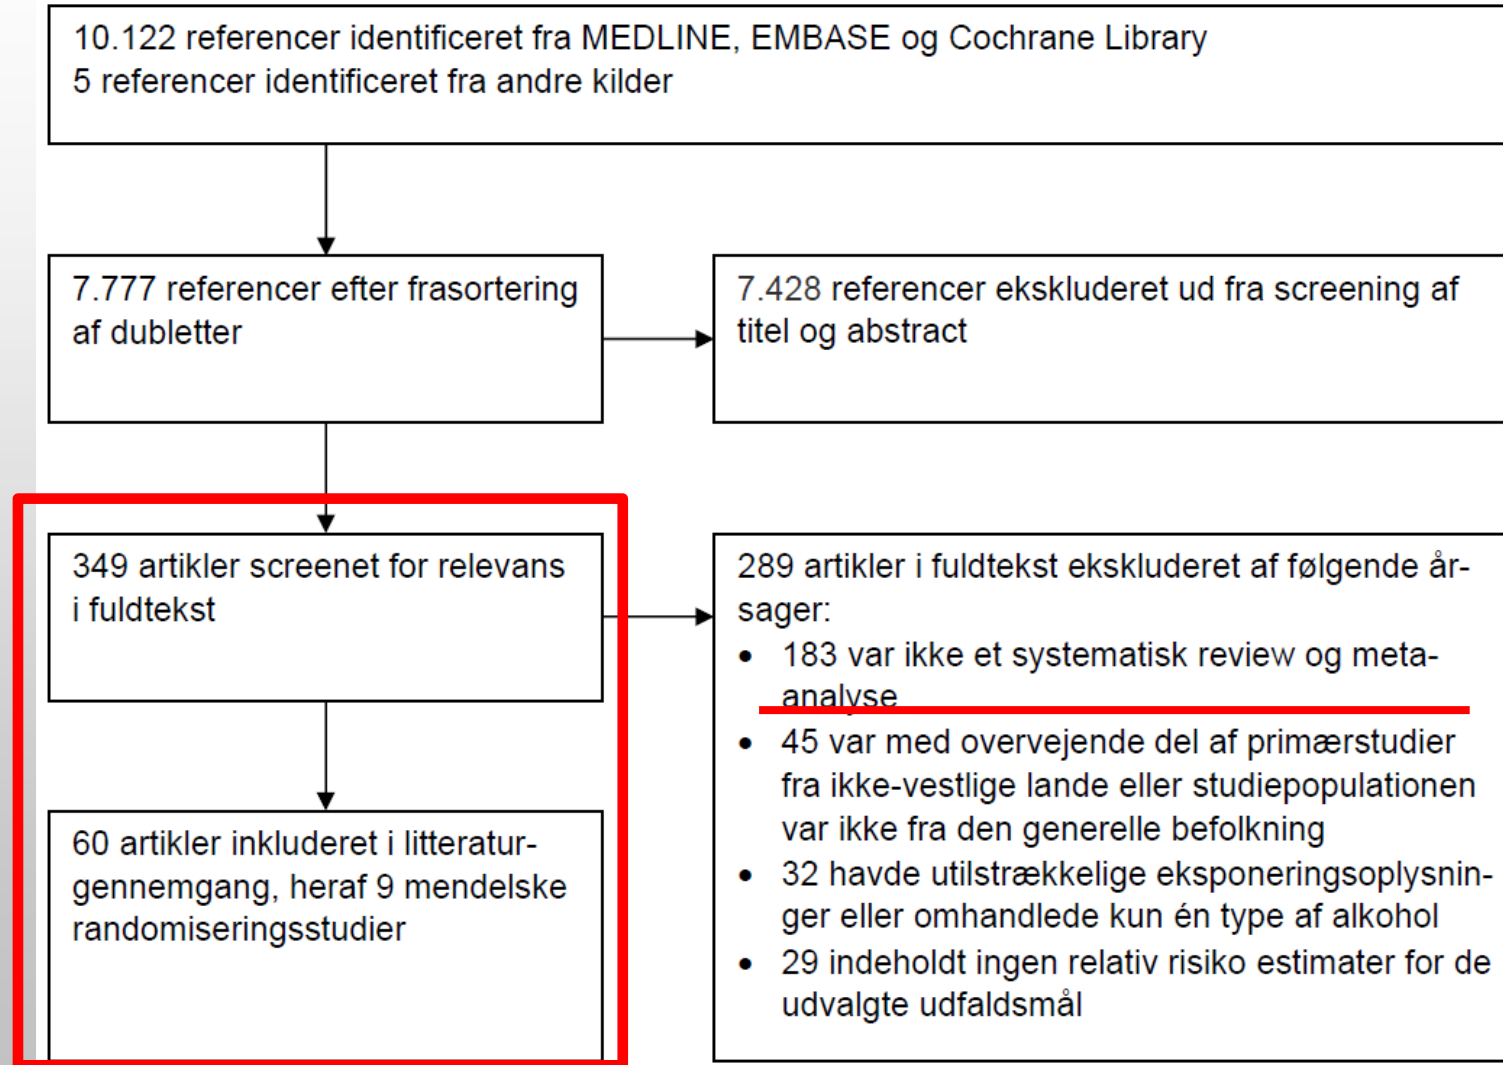 10.122 referencer identificeret fra MEDLINE, EMBASE og Cochrane Library
5 referencer identificeret fra andre kilder
7.777 referencer efter frasortering
af dubletter
7.428 referencer ekskluderet ud fra screening af
titel og abstract
349 artikler screenet for relevans
i fuldtekst
289 artikler i fuldtekst ekskluderet af følgende år-
sager:
• 183 var ikke et systematisk review og meta-
analyse
• 45 var med overvejende del af primærstudier
fra ikke-vestlige lande eller studiepopulationen
var ikke fra den generelle befolkning
• 32 havde utilstrækkelige eksponeringsoplysnin-
ger eller omhandlede kun én type af alkohol
• 29 indeholdt ingen relativ risiko estimater for de
udvalgte udfaldsmål
60 artikler inkluderet i litteratur-
gennemgang, heraf 9 mendelske
randomiseringsstudier